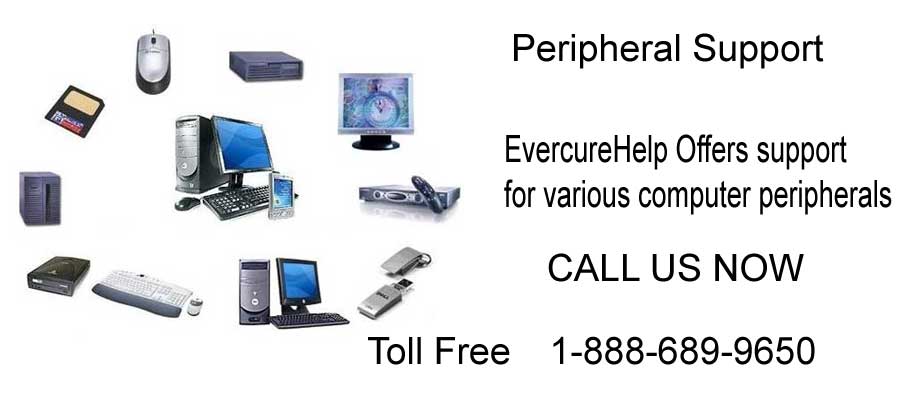 Peripheral Support
EvercureHelp Offers support
for various computer peripherals
CALL US NOW
Toll Free 1-888-689-9650